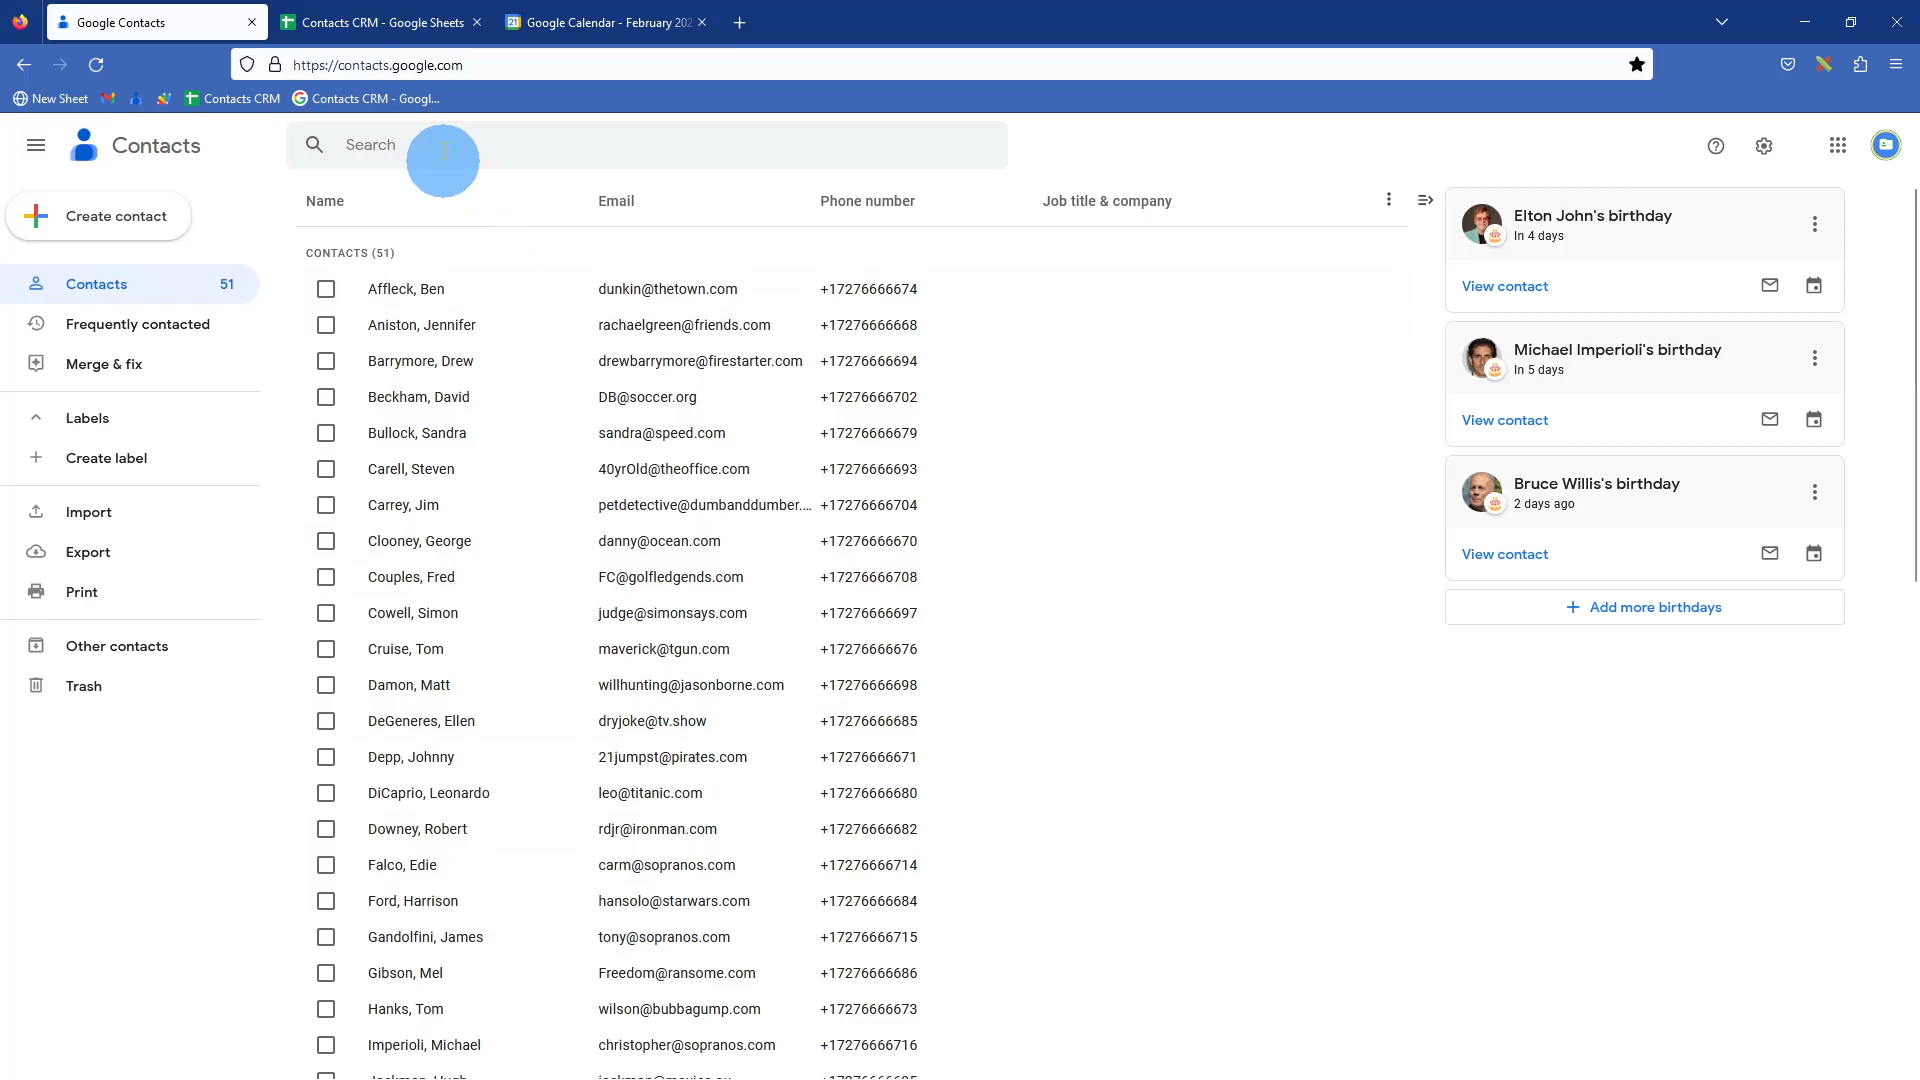 Google Contacts
Contacts CRM - Google Sheets
Google Calendar - February 202
https://contacts.google.com
New Sheet
Contacts CRM
Contacts CRM - Googl...
Contacts
Search
Create contact
Contacts 51
Frequently contacted
Merge & fix
Labels
Create label
Import
Export
Print
Other contacts
Trash
Name Email Phone number Job title & company
CONTACTS (51)
Affleck, Ben dunkin@thetown.com +17276666674
Aniston, Jennifer rachaelgreen@friends.com +17276666668
Barrymore, Drew drewbarrymore@firestarter.com +17276666694
Beckham, David DB@soccer.org +17276666702
Bullock, Sandra sandra@speed.com +17276666679
Carell, Steven 40yrOld@theoffice.com +17276666693
Carrey, Jim petdetective@dumbanddumber.... +17276666704
Clooney, George danny@ocean.com +17276666670
Couples, Fred FC@golfledgends.com +17276666708
Cowell, Simon judge@simonsays.com +17276666697
Cruise, Tom maverick@tgun.com +17276666676
Damon, Matt willhunting@jasonborne.com +17276666698
DeGeneres, Ellen dryjoke@tv.show +17276666685
Depp, Johnny 21jumpst@pirates.com +17276666671
DiCaprio, Leonardo leo@titanic.com +17276666680
Downey, Robert rdjr@ironman.com +17276666682
Falco, Edie carm@sopranos.com +17276666714
Ford, Harrison hansolo@starwars.com +17276666684
Gandolfini, James tony@sopranos.com +17276666715
Gibson, Mel Freedom@ransome.com +17276666686
Hanks, Tom wilson@bubbagump.com +17276666673
Imperioli, Michael christopher@sopranos.com +17276666716
Elton John's birthday
In 4 days
View contact
Michael Imperioli's birthday
In 5 days
View contact
Bruce Willis's birthday
2 days ago
View contact
Add more birthdays